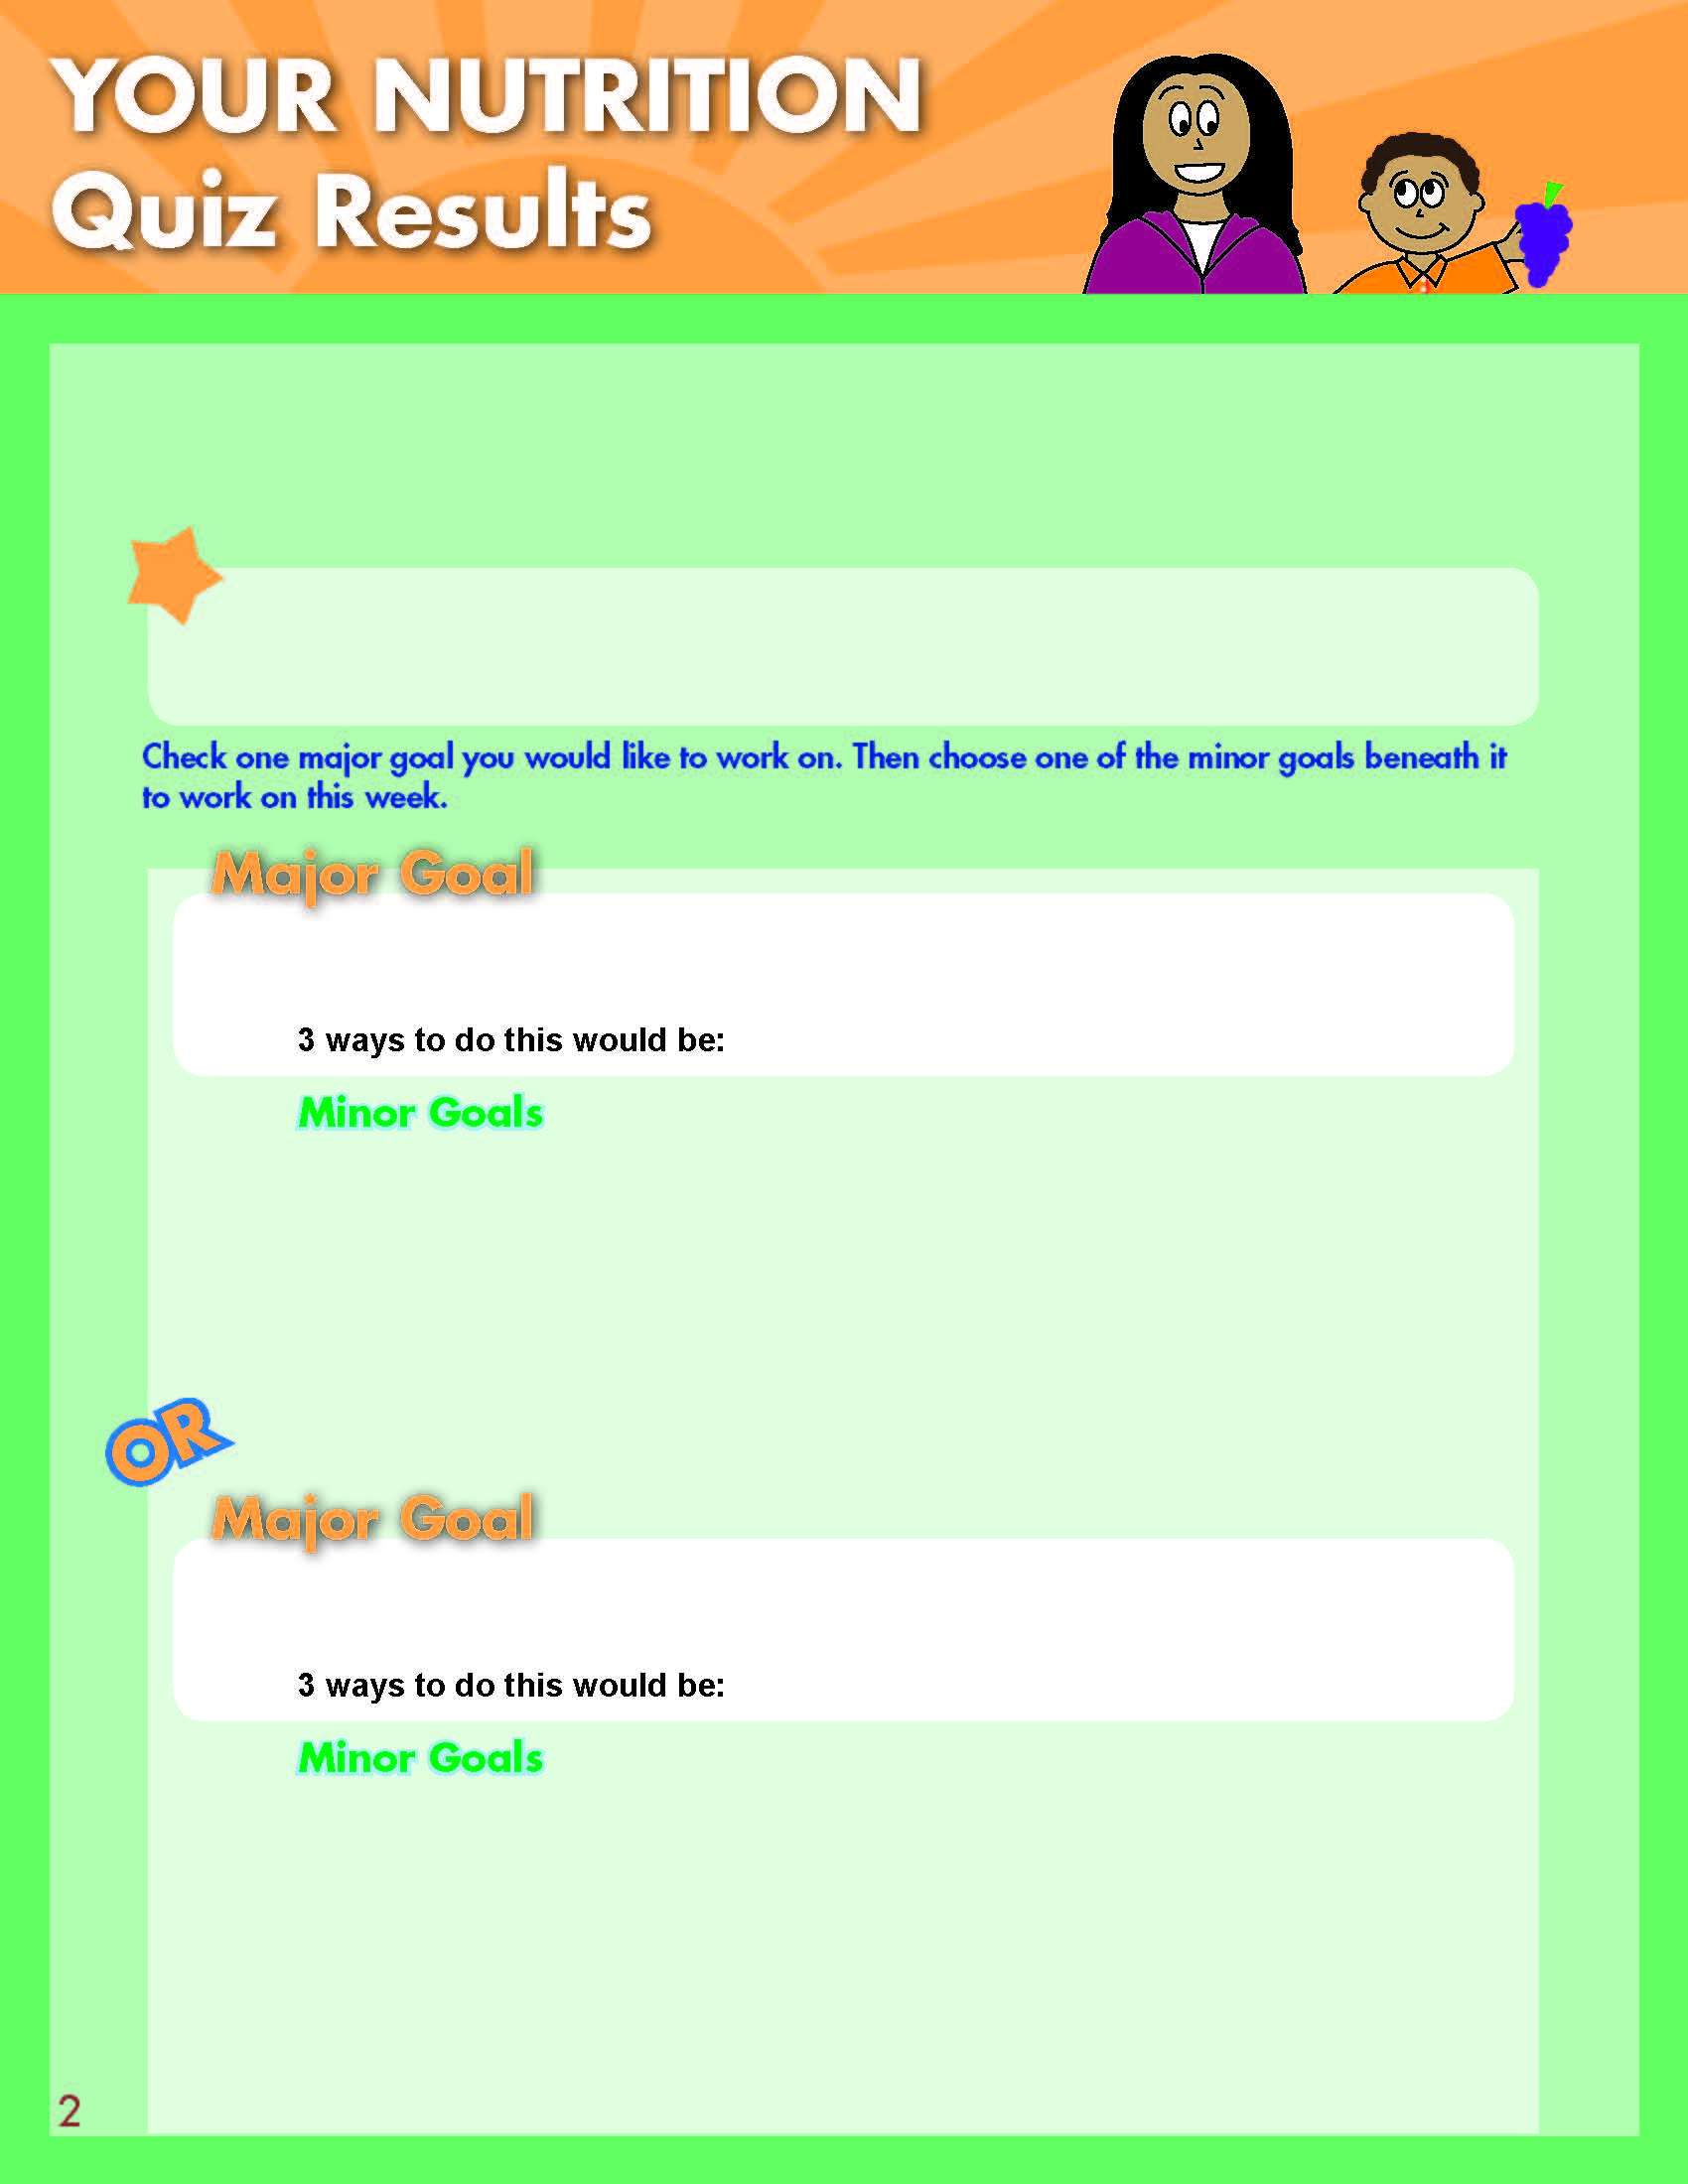 YOUR NUTRITION
Quiz Results
Check one major goal you would like to work on. Then choose one of the minor goals beneath it
to work on this week.
Major Goal
3 ways to do this would be:
Minor Goals
OR
Major Goal
3 ways to do this would be:
Minor Goals
2